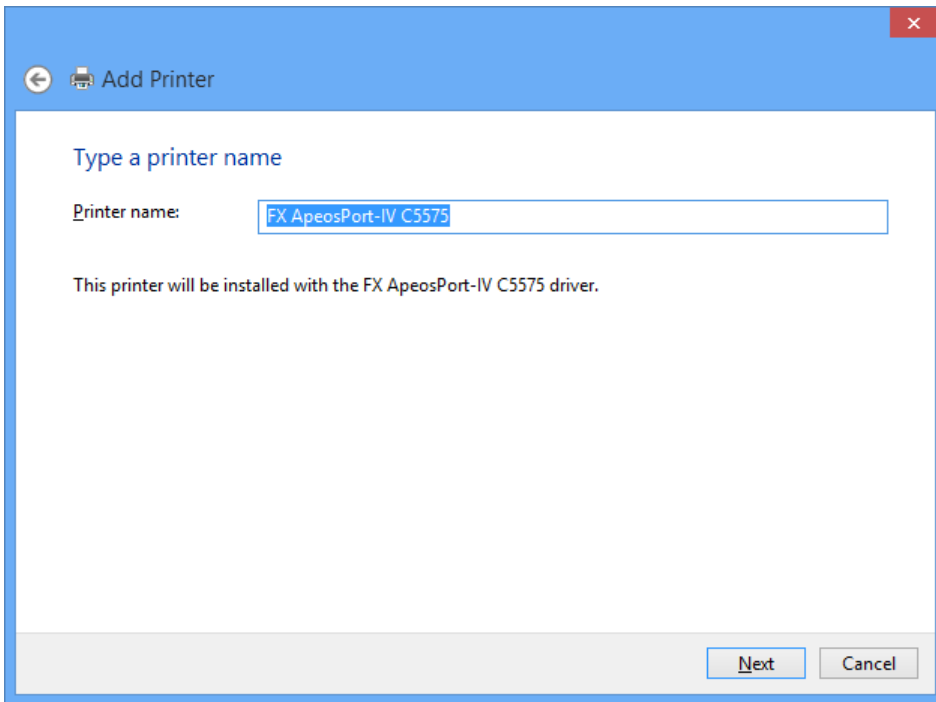 Add Printer
Type a printer name
Printer name: FX ApeosPort-IV C5575
This printer will be installed with the FX ApeosPort-IV C5575 driver.
Next Cancel